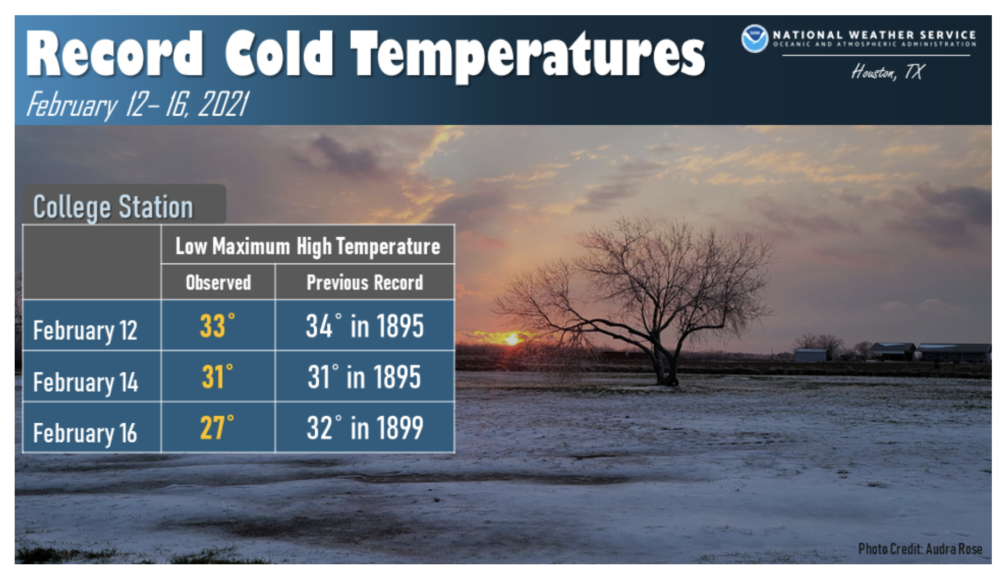 Record Cold Temperatures
February 12– 16, 2021
NATIONAL WEATHER SERVICE
OCEANIC AND ATMOSPHERIC ADMINISTRATION
Houston, TX
College Station
Low Maximum High Temperature
Observed Previous Record
February 12 33° 34° in 1895
February 14 31° 31° in 1895
February 16 27° 32° in 1899
Photo Credit: Audra Rose